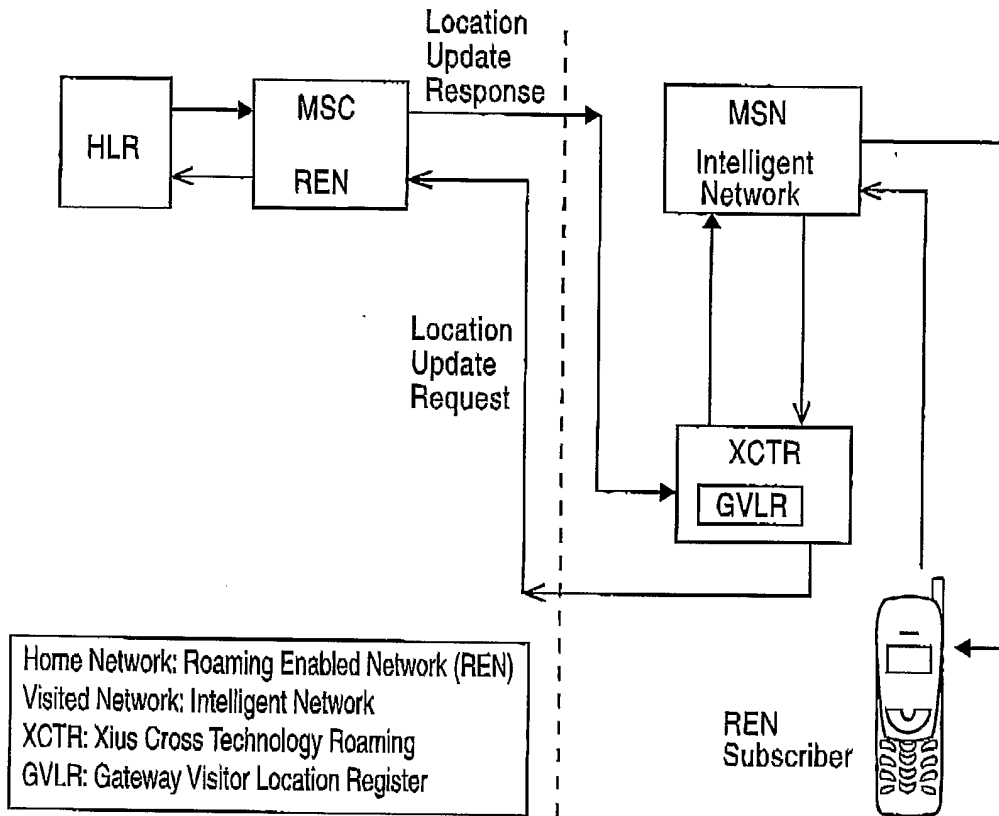 Location
Update
Response
HLR
MSC
REN
MSN
Intelligent
Network
Location
Update
Request
XCTR
GVLR
REN
Subscriber
Home Network: Roaming Enabled Network (REN)
Visited Network: Intelligent Network
XCTR: Xius Cross Technology Roaming
GVLR: Gateway Visitor Location Register